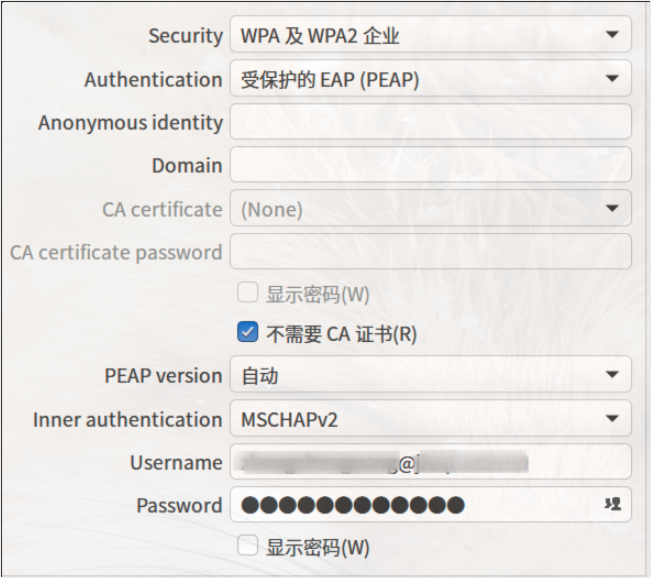 Security WPA 及 WPA2 企业
Authentication 受保护的 EAP (PEAP)
Anonymous identity
Domain
CA certificate (None)
CA certificate password
显示密码(W)
不需要 CA 证书(R)
PEAP version 自动
Inner authentication MSCHAPv2
Username @
Password ●●●●●●●●●●●●
显示密码(W)